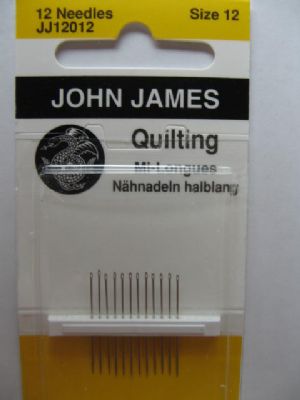 12 Needles Size 12
JJ12012
JOHN JAMES
Quilting
Mi-Longues
Nähnadeln halblang